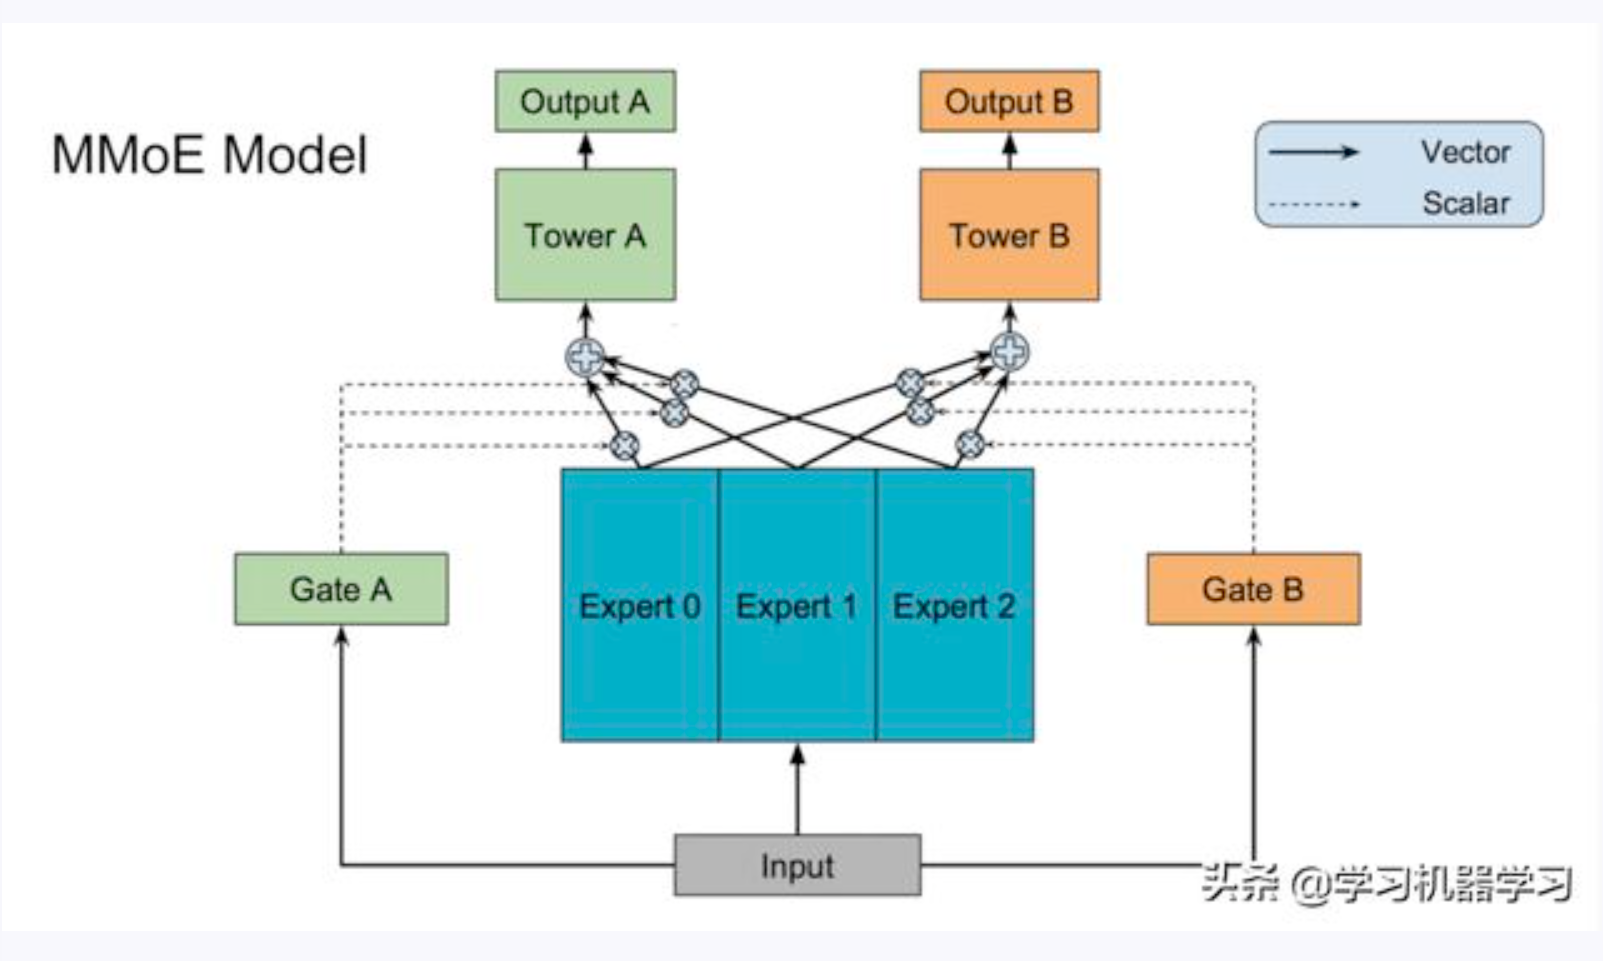 MMoE Model
Output A
Output B
Vector
Scalar
Tower A
Tower B
Gate A
Expert 0
Expert 1
Expert 2
Gate B
Input
头条 @学习机器学习